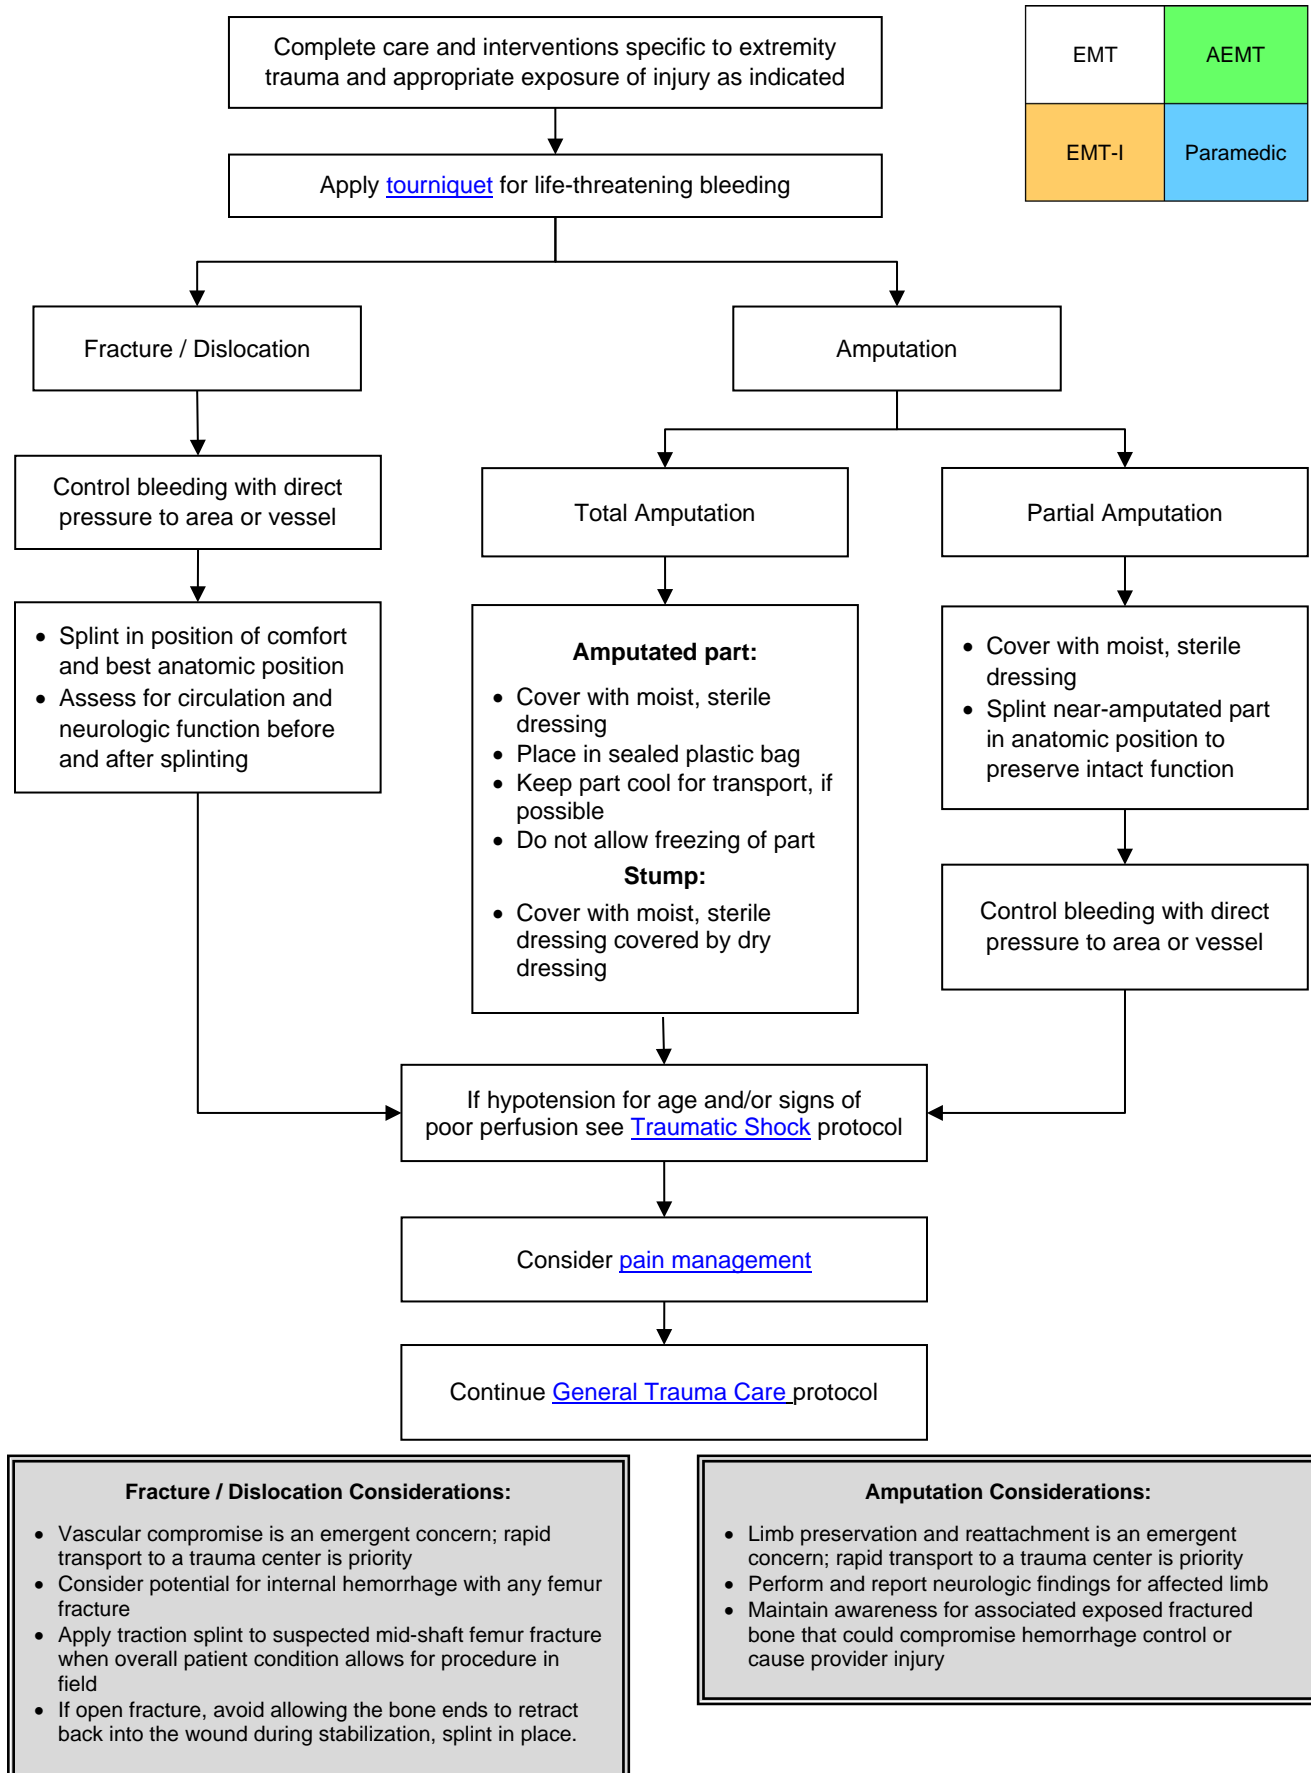 Complete care and interventions specific to extremity
trauma and appropriate exposure of injury as indicated
EMT
AEMT
EMT-I
Paramedic
Apply tourniquet for life-threatening bleeding
Fracture / Dislocation
Amputation
Control bleeding with direct
pressure to area or vessel
Total Amputation
Partial Amputation
• Splint in position of comfort
and best anatomic position
• Assess for circulation and
neurologic function before
and after splinting
Amputated part:
• Cover with moist, sterile
dressing
• Place in sealed plastic bag
• Keep part cool for transport, if
possible
• Do not allow freezing of part
Stump:
• Cover with moist, sterile
dressing covered by dry
dressing
• Cover with moist, sterile
dressing
• Splint near-amputated part
in anatomic position to
preserve intact function
Control bleeding with direct
pressure to area or vessel
If hypotension for age and/or signs of
poor perfusion see Traumatic Shock protocol
Consider pain management
Continue General Trauma Care protocol
Fracture / Dislocation Considerations:
• Vascular compromise is an emergent concern; rapid
transport to a trauma center is priority
• Consider potential for internal hemorrhage with any femur
fracture
• Apply traction splint to suspected mid-shaft femur fracture
when overall patient condition allows for procedure in
field
• If open fracture, avoid allowing the bone ends to retract
back into the wound during stabilization, splint in place.
Amputation Considerations:
• Limb preservation and reattachment is an emergent
concern; rapid transport to a trauma center is priority
• Perform and report neurologic findings for affected limb
• Maintain awareness for associated exposed fractured
bone that could compromise hemorrhage control or
cause provider injury